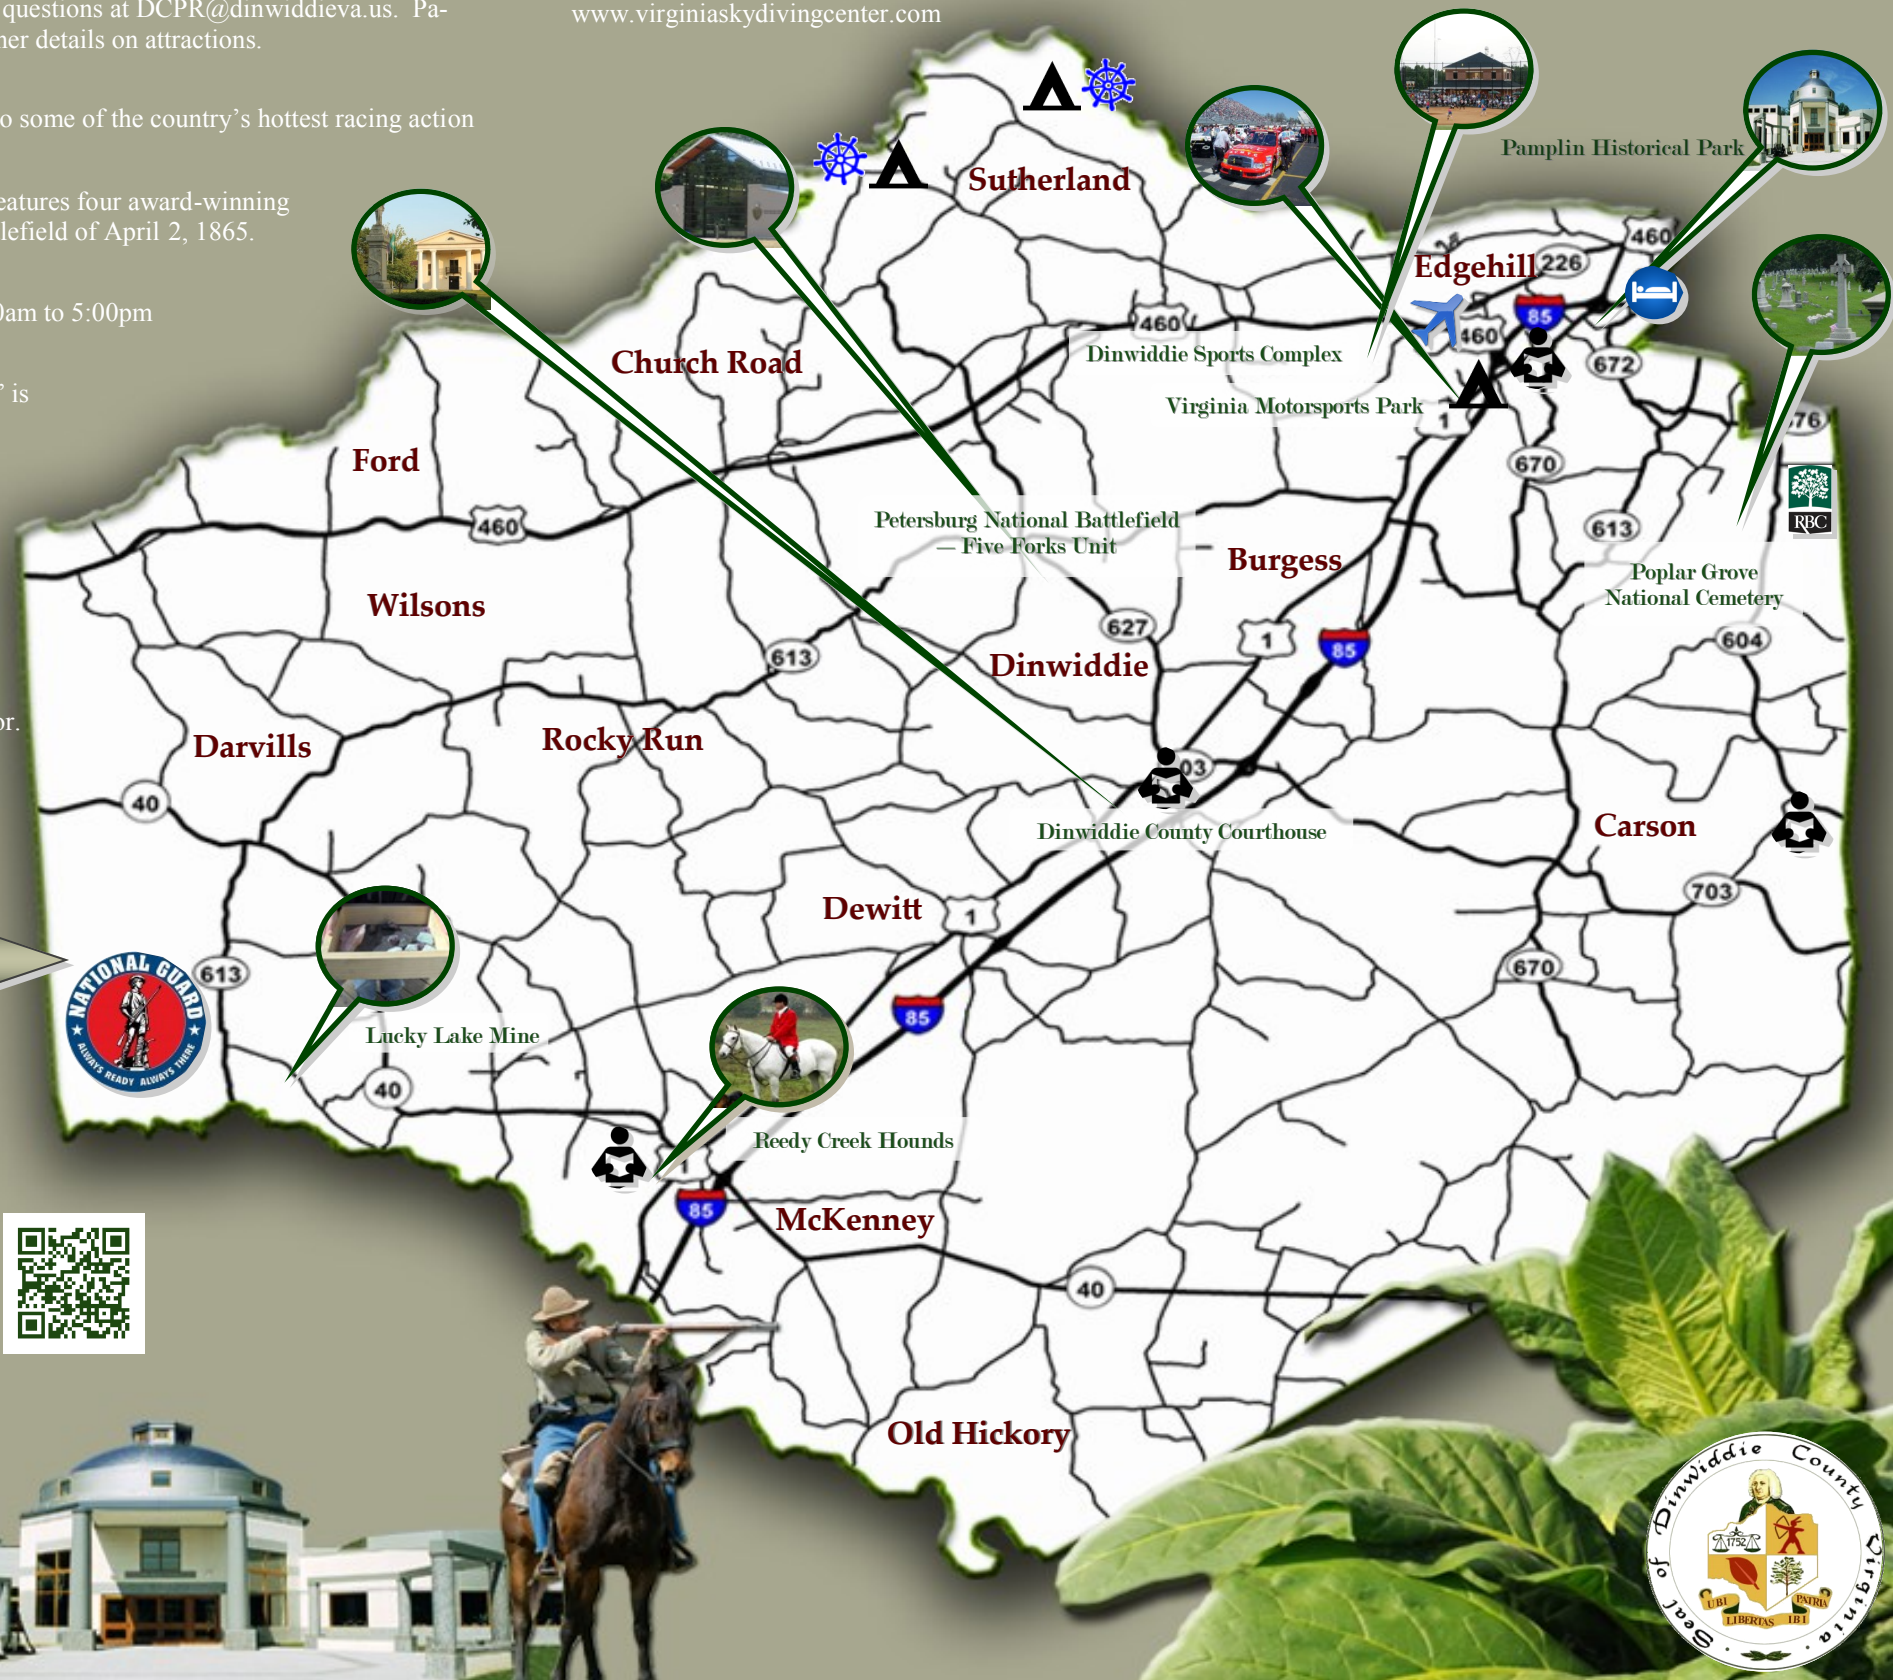 questions at DCPR@dinwiddieva.us. Pa-
her details on attractions.
www.virginiaskydivingcenter.com
o some of the country's hottest racing action
eatures four award-winning
lefield of April 2, 1865.
0am to 5:00pm
' is
or.
Pamplin Historical Park
Sutherland
460
Edgehill
226
85
460
460
672
Church Road
Dinwiddie Sports Complex
Virginia Motorsports Park
1
76
Ford
670
460
RBC
613
Petersburg National Battlefield
— Five Forks Unit
Burgess
Poplar Grove
National Cemetery
Wilsons
627
1
85
604
613
Dinwiddie
Darvills
Rocky Run
03
40
Dinwiddie County Courthouse
Carson
703
Dewitt
1
670
NATIONAL GUARD
ALWAYS READY ALWAYS THERE
613
85
Lucky Lake Mine
40
Reedy Creek Hounds
1
85
McKenney
40
Old Hickory
Seal of Dinwiddie County Virginia
1752
UBI LIBERTAS IBI PATRIA